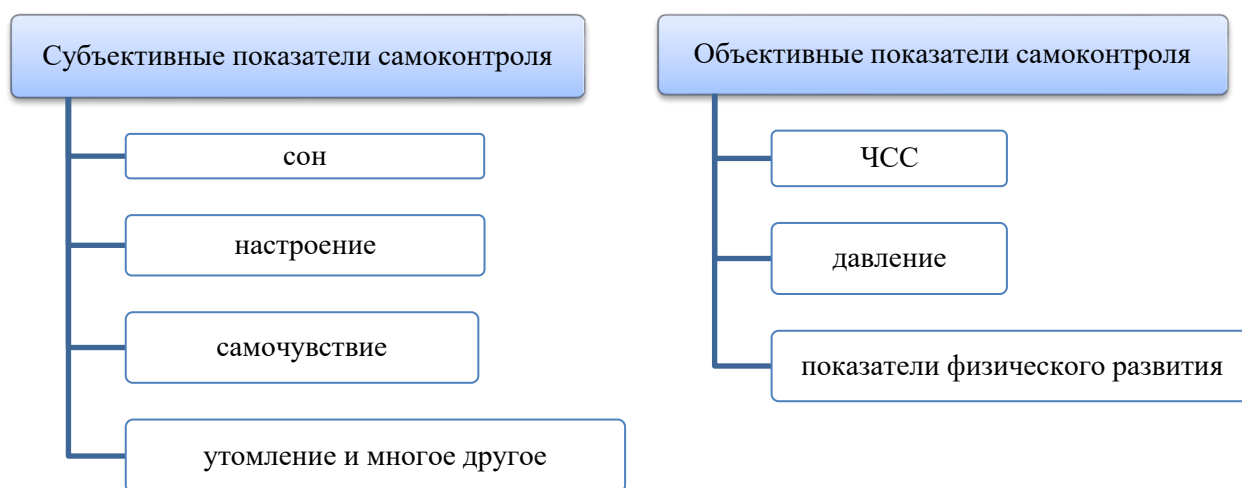 Субъективные показатели самоконтроля
сон
настроение
самочувствие
утомление и многое другое
Объективные показатели самоконтроля
ЧСС
давление
показатели физического развития